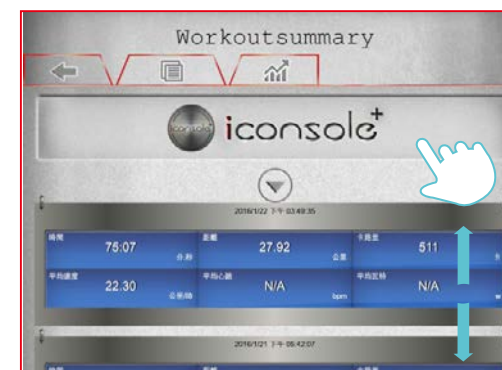 Workoutsummary
iconsole+
2016/1/22 下午 03:49:35
時間 距離 卡路里
75:07 分.秒 27.92 公里 511 卡
平均速度 平均心跳 平均瓦特
22.30 公里/時 N/A bpm N/A w
2016/1/21 下午 05:42:07